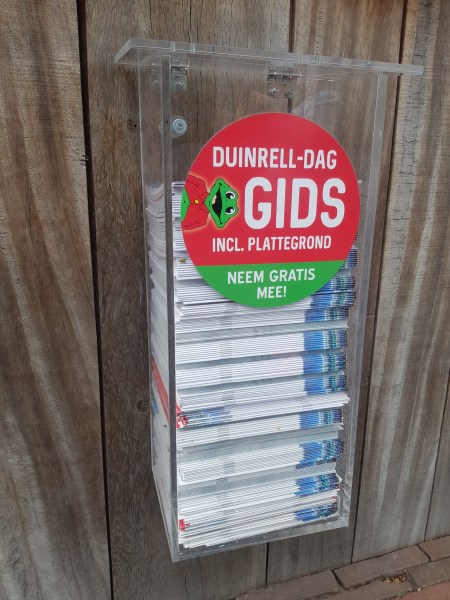 DUINRELL-DAG
GIDS
INCL. PLATTEGROND
NEEM GRATIS
MEE!